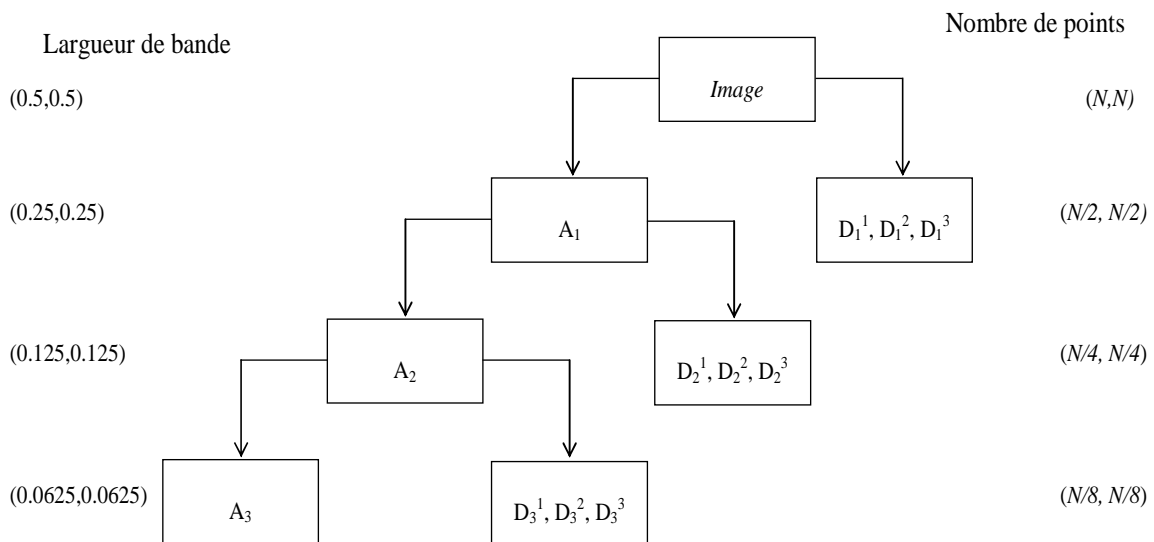 Largueur de bande
Nombre de points
(0.5,0.5)
Image
(N,N)
(0.25,0.25)
A₁
D₁¹, D₁², D₁³
(N/2, N/2)
(0.125,0.125)
A₂
D₂¹, D₂², D₂³
(N/4, N/4)
(0.0625,0.0625)
A₃
D₃¹, D₃², D₃³
(N/8, N/8)